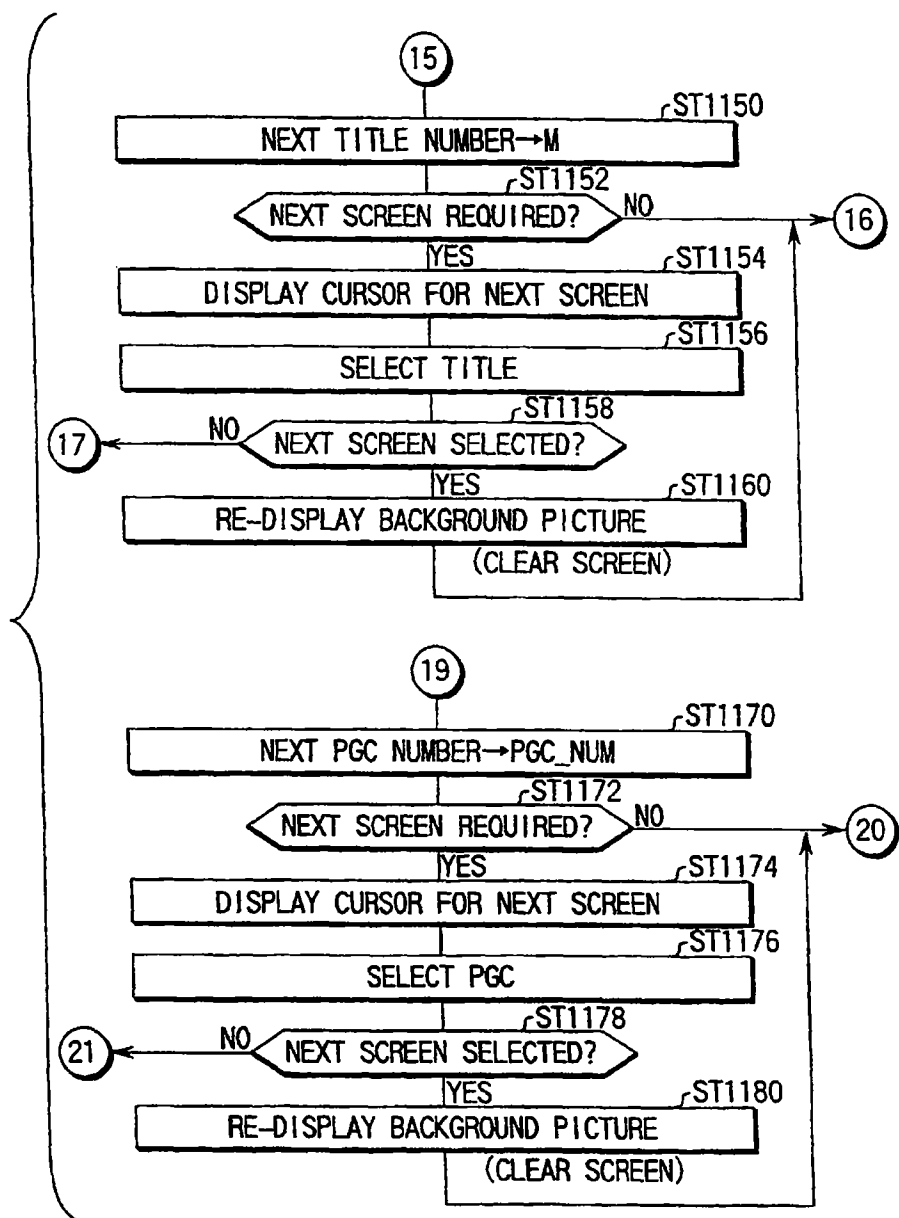 15
ST1150
NEXT TITLE NUMBER→M
ST1152
NEXT SCREEN REQUIRED?
NO
16
YES
ST1154
DISPLAY CURSOR FOR NEXT SCREEN
ST1156
SELECT TITLE
ST1158
17
NO
NEXT SCREEN SELECTED?
YES
ST1160
RE-DISPLAY BACKGROUND PICTURE
(CLEAR SCREEN)
19
ST1170
NEXT PGC NUMBER→PGC_NUM
ST1172
NEXT SCREEN REQUIRED?
NO
20
YES
ST1174
DISPLAY CURSOR FOR NEXT SCREEN
ST1176
SELECT PGC
ST1178
21
NO
NEXT SCREEN SELECTED?
YES
ST1180
RE-DISPLAY BACKGROUND PICTURE
(CLEAR SCREEN)